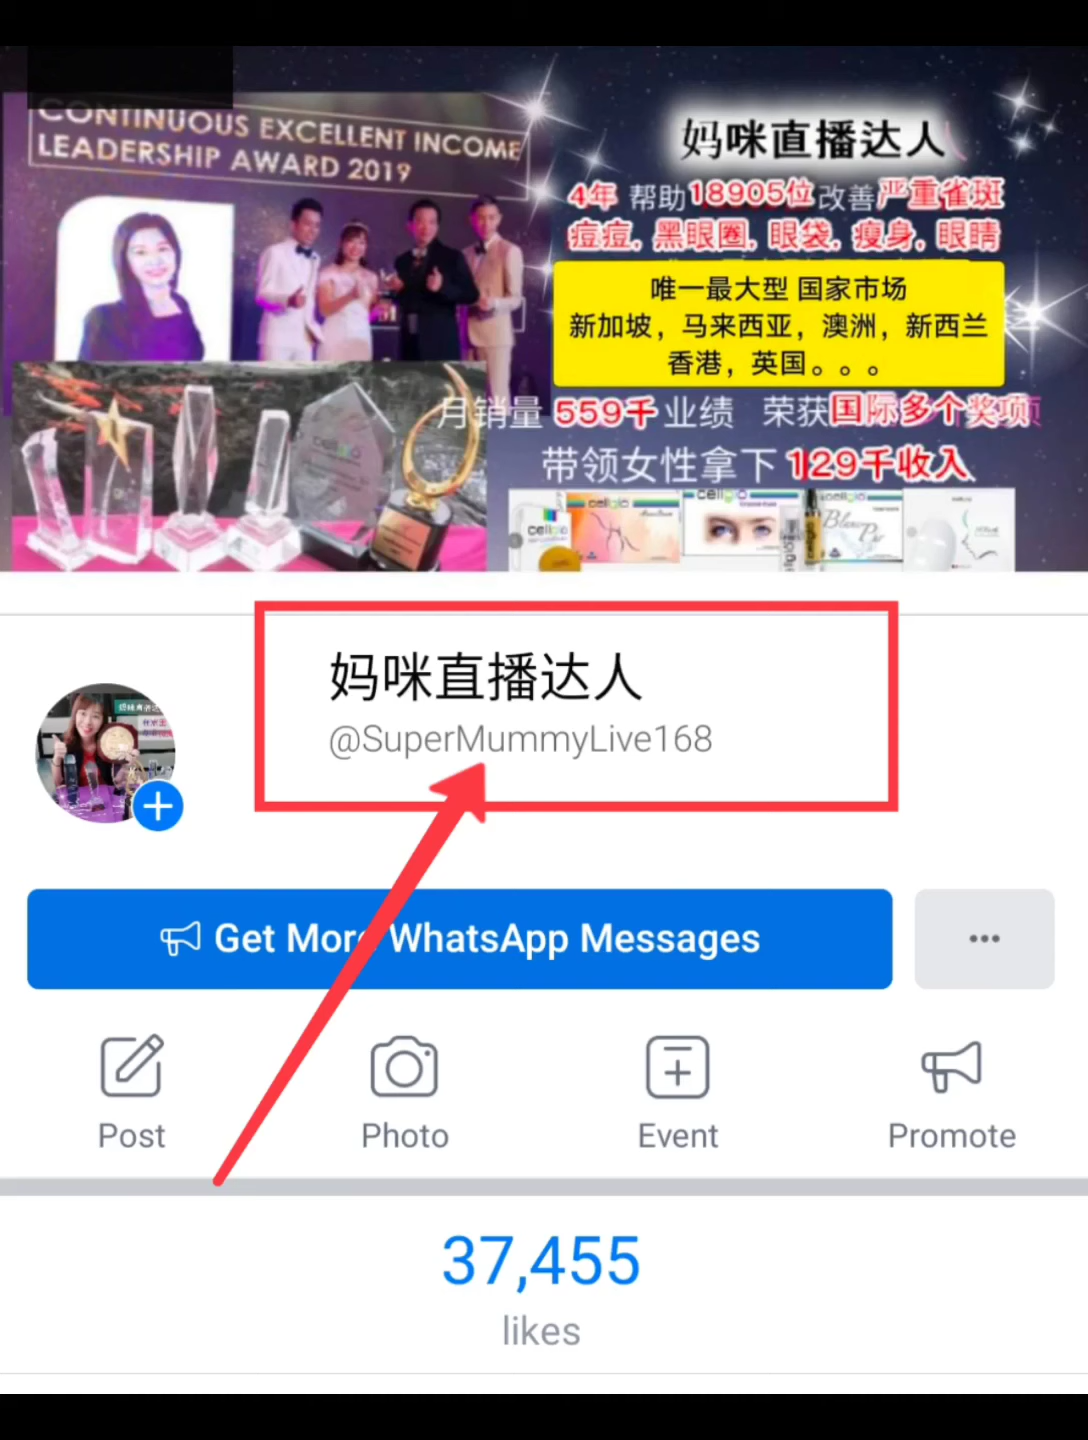 CONTINUOUS EXCELLENT INCOME
LEADERSHIP AWARD 2019
妈咪直播达人
4年 帮助18905位改善严重雀斑
痘痘, 黑眼圈, 眼袋, 瘦身, 眼睛
唯一最大型 国家市场
新加坡，马来西亚，澳洲，新西兰
香港，英国。。。
月销量 559千业绩 荣获国际多个奖项
带领女性拿下 129千收入
cellglo
cellglo
cellglo
cellglo
妈咪直播达人
@SuperMummyLive168
Get More WhatsApp Messages
Post
Photo
Event
Promote
37,455
likes